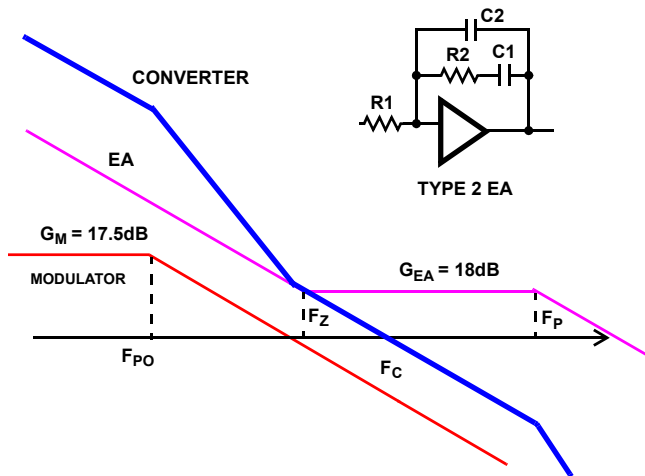 C2
R2
C1
R1
TYPE 2 EA
CONVERTER
EA
G_M = 17.5dB
MODULATOR
G_EA = 18dB
F_Z
F_P
F_PO
F_C